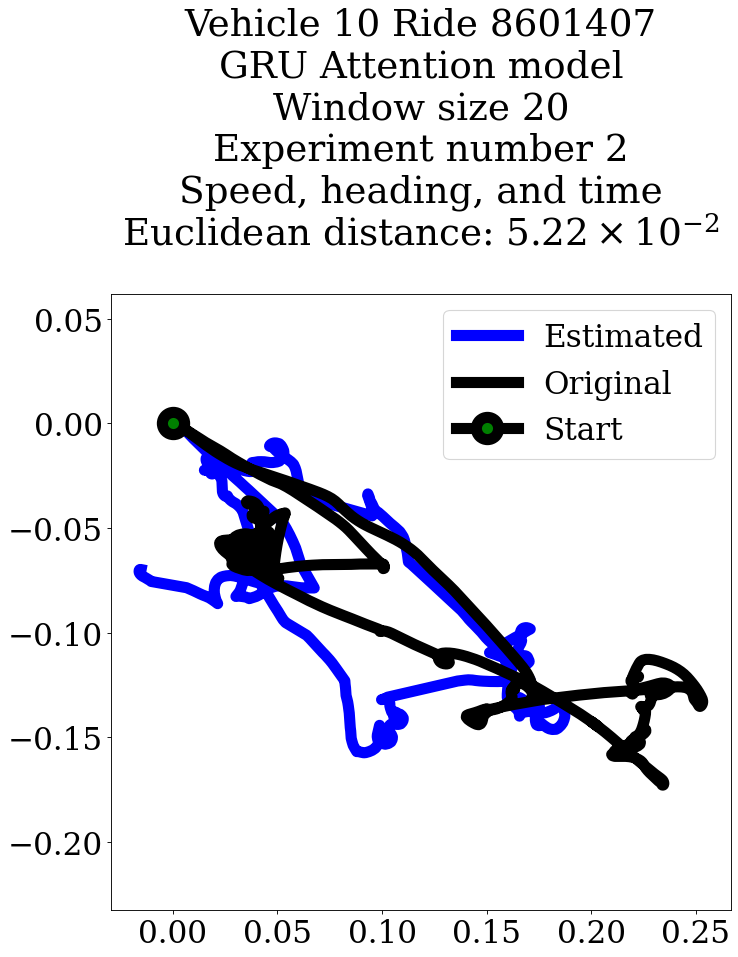 Vehicle 10 Ride 8601407
GRU Attention model
Window size 20
Experiment number 2
Speed, heading, and time
Euclidean distance: $5.22 \times 10^{-2}$
Estimated
Original
Start
0.05
0.00
−0.05
−0.10
−0.15
−0.20
0.00 0.05 0.10 0.15 0.20 0.25